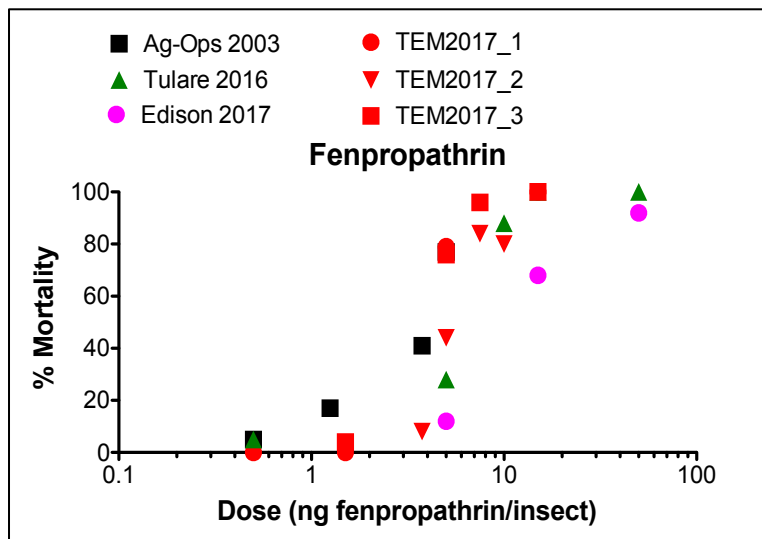 Ag-Ops 2003
TEM2017_1
Tulare 2016
TEM2017_2
Edison 2017
TEM2017_3
Fenpropathrin
100
80
60
40
20
0
% Mortality
0.1
1
10
100
Dose (ng fenpropathrin/insect)